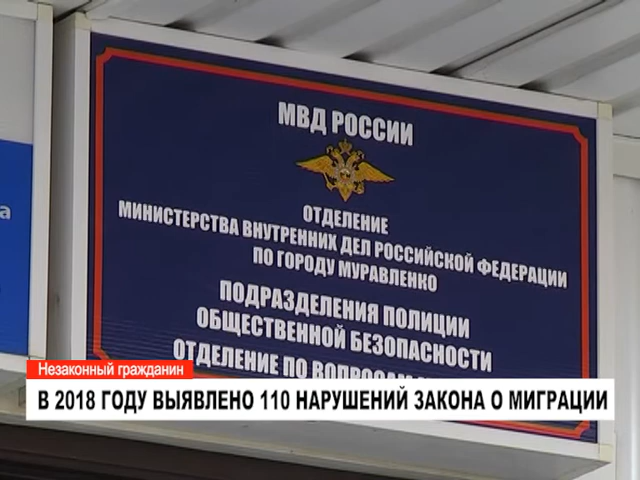 а
МВД РОССИИ
ОТДЕЛЕНИЕ
МИНИСТЕРСТВА ВНУТРЕННИХ ДЕЛ РОССИЙСКОЙ ФЕДЕРАЦИИ
ПО ГОРОДУ МУРАВЛЕНКО
ПОДРАЗДЕЛЕНИЯ ПОЛИЦИИ
ОБЩЕСТВЕННОЙ БЕЗОПАСНОСТИ
ОТДЕЛЕНИЕ ПО ВОПРОСАМ
Незаконный гражданин
В 2018 ГОДУ ВЫЯВЛЕНО 110 НАРУШЕНИЙ ЗАКОНА О МИГРАЦИИ